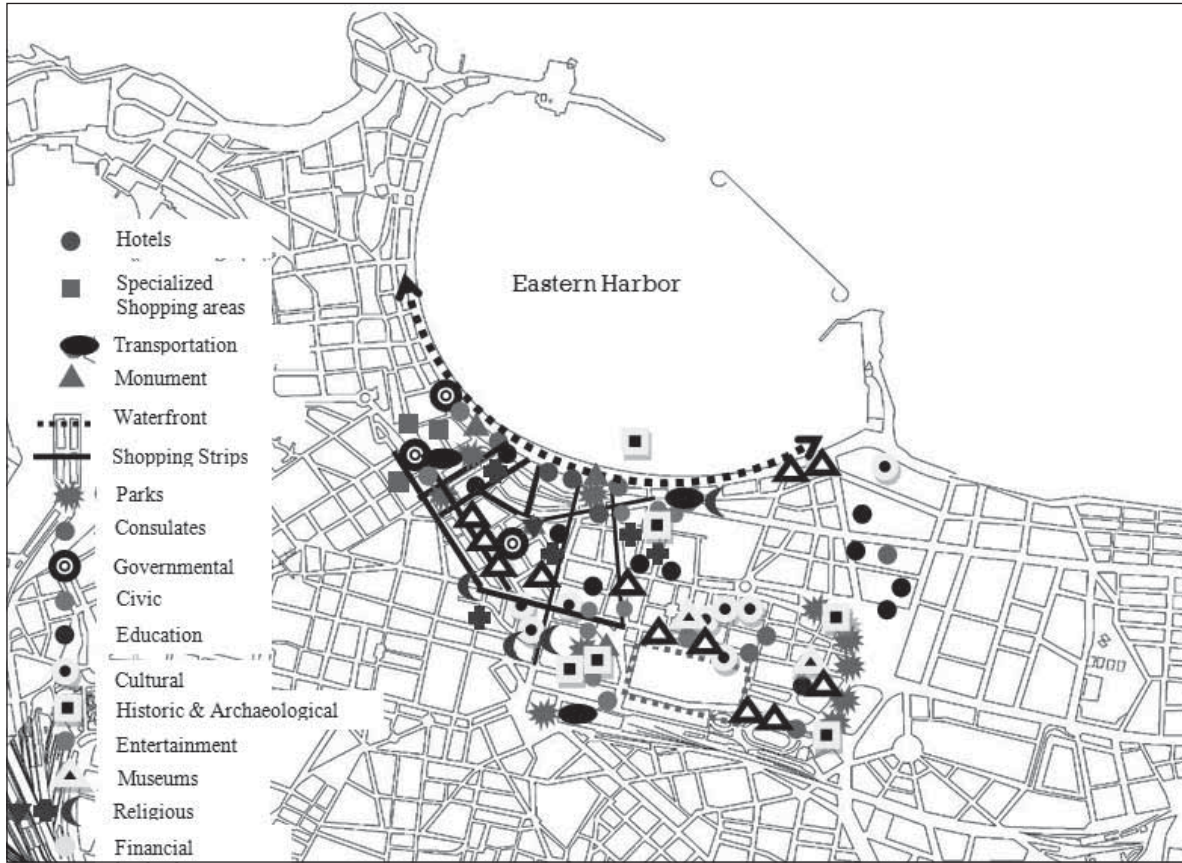 Eastern Harbor
Hotels
Specialized
Shopping areas
Transportation
Monument
Waterfront
Shopping Strips
Parks
Consulates
Governmental
Civic
Education
Cultural
Historic & Archaeological
Entertainment
Museums
Religious
Financial